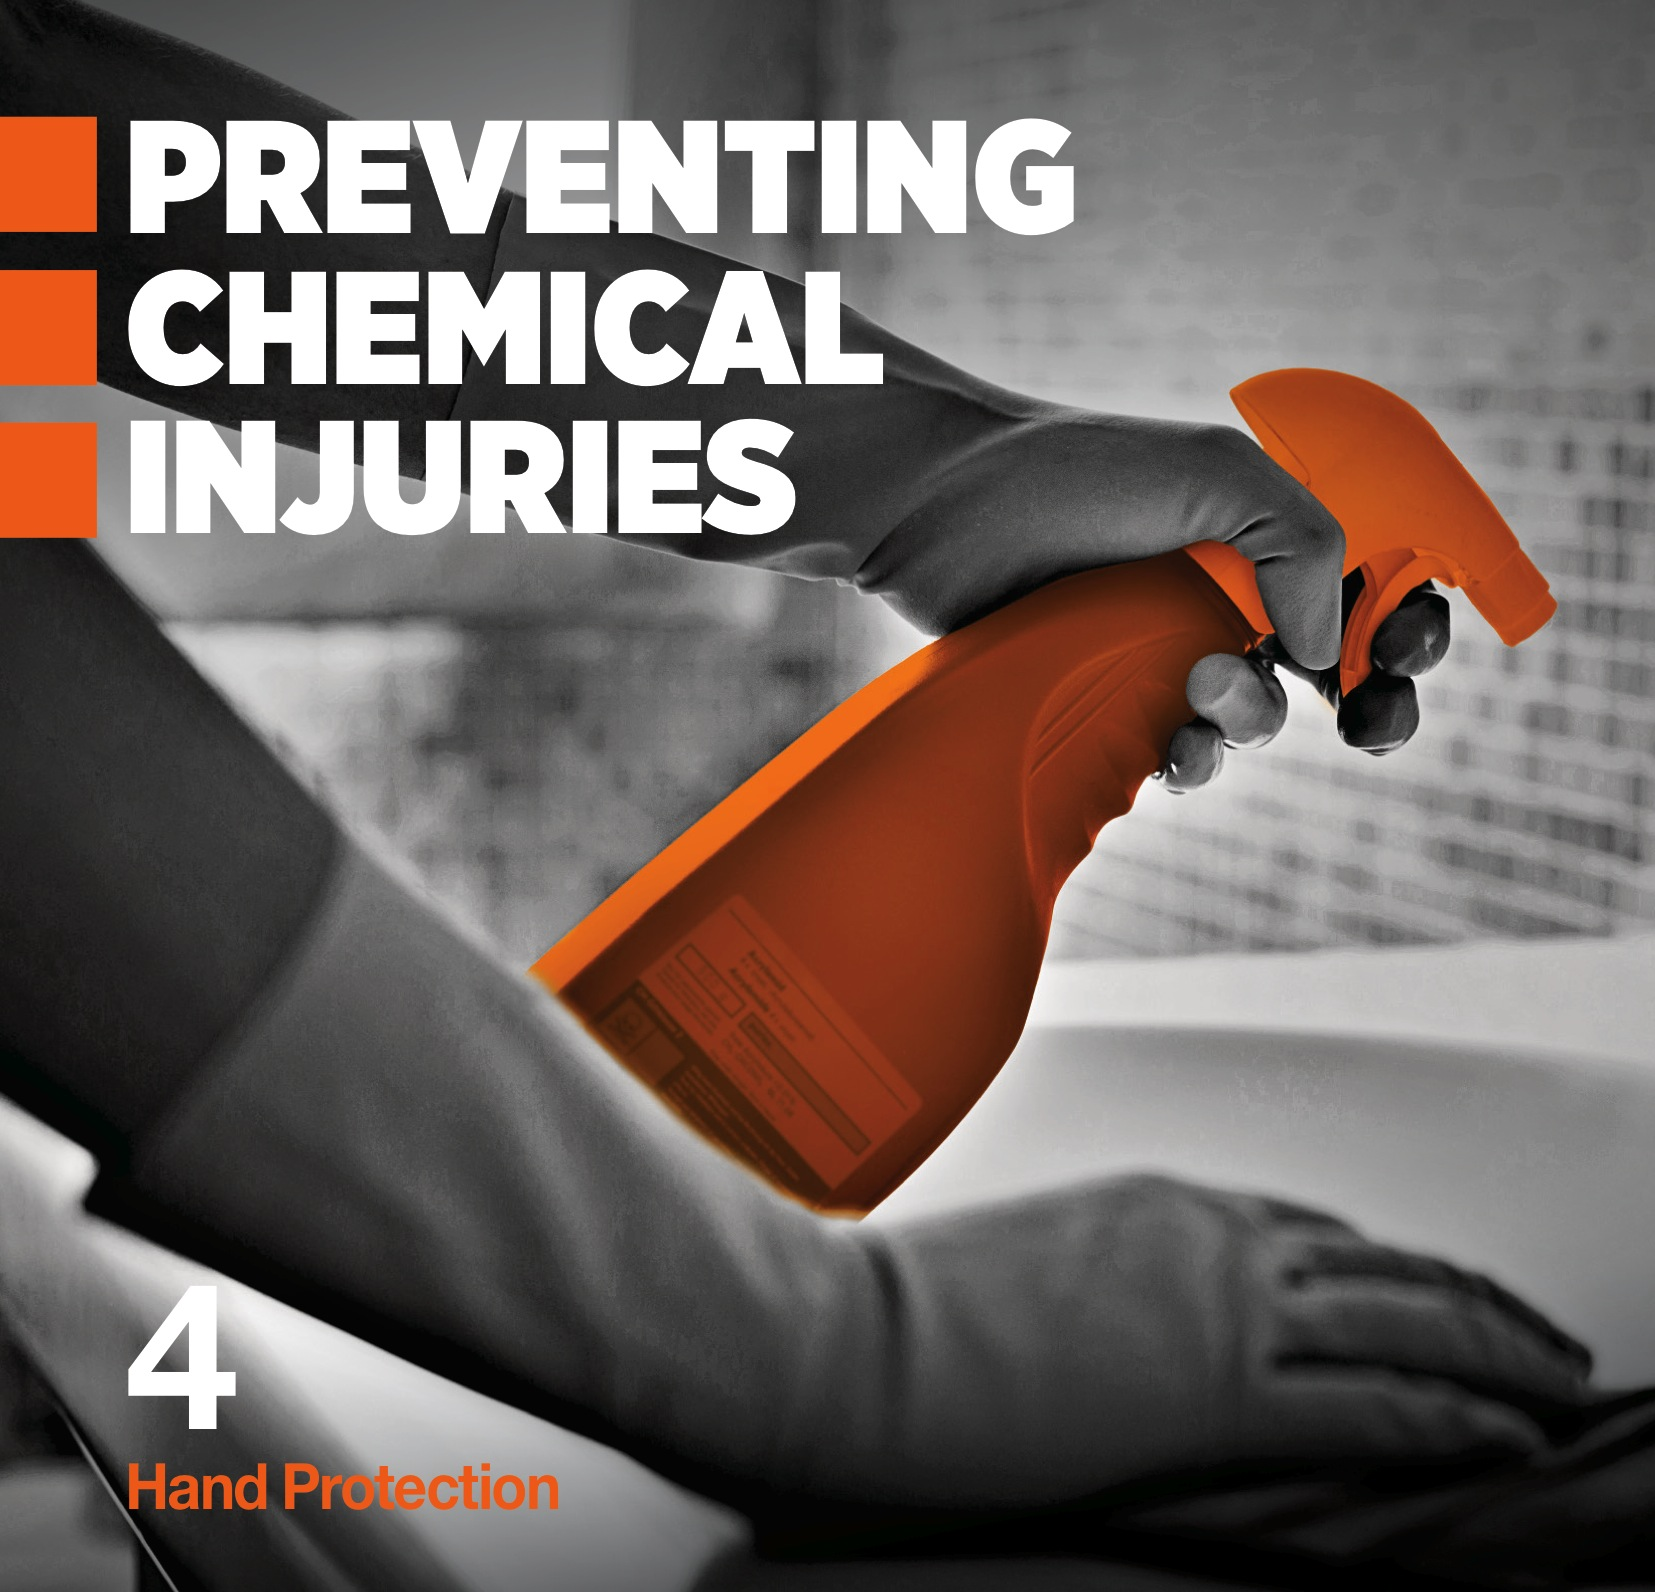 PREVENTING
CHEMICAL
INJURIES
4
Hand Protection